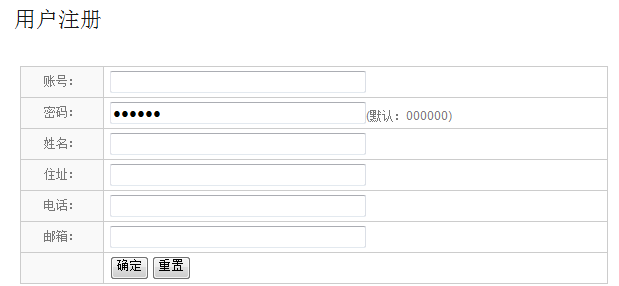 用户注册
账号：
密码： ●●●●●● (默认：000000)
姓名：
住址：
电话：
邮箱：
确定 重置